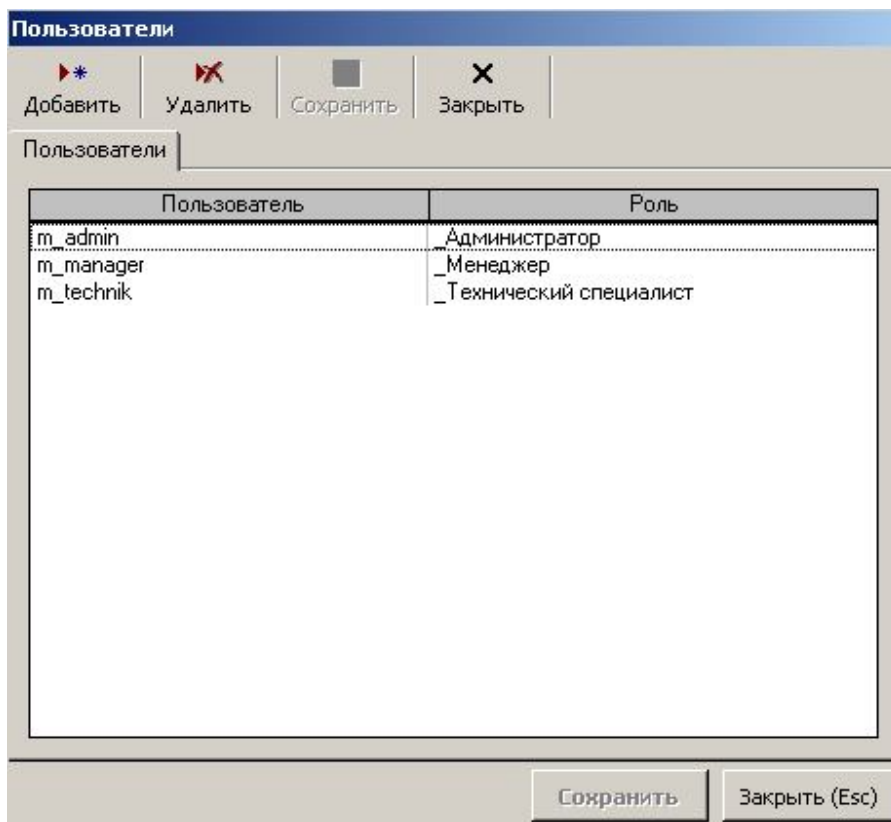 Пользователи
Добавить Удалить Сохранить Закрыть
Пользователи
Пользователь Роль
m_admin _Администратор
m_manager _Менеджер
m_technik _Технический специалист
Сохранить Закрыть (Esc)